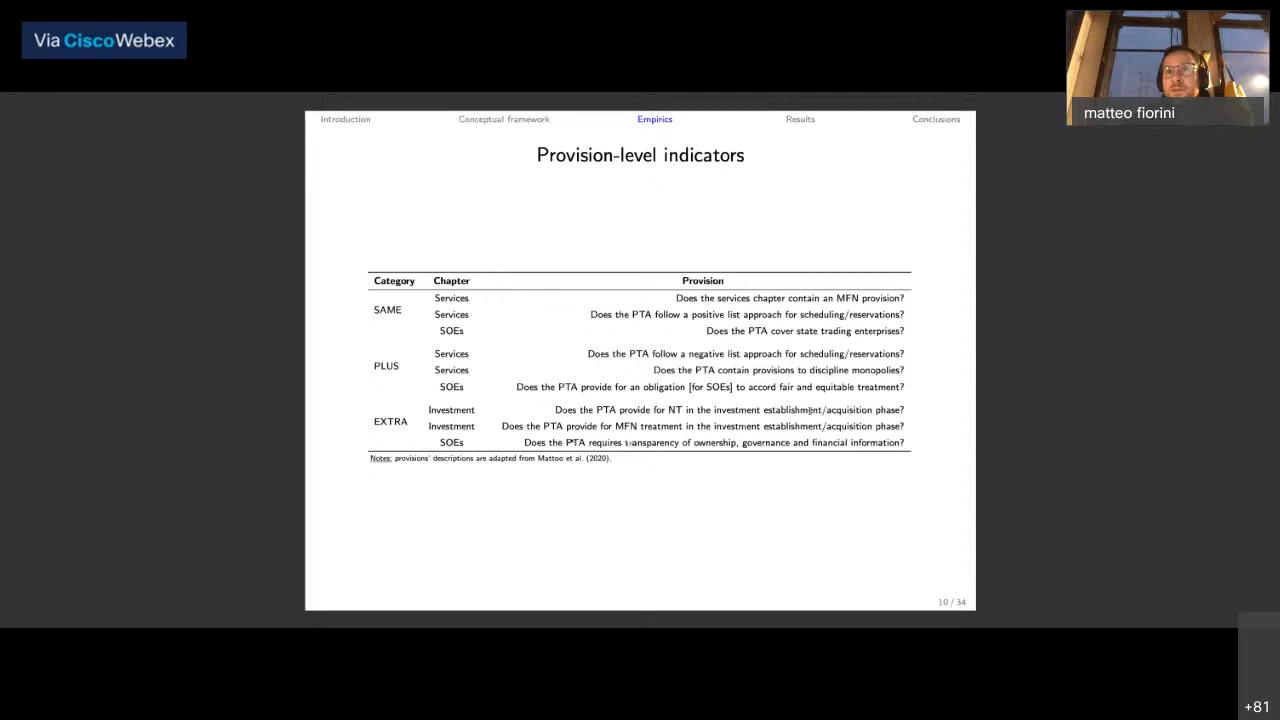 Via CiscoWebex
matteo fiorini
Introduction Conceptual framework Empirics Results Conclusions
Provision-level indicators
Category Chapter Provision
SAME
Services Does the services chapter contain an MFN provision?
Services Does the PTA follow a positive list approach for scheduling/reservations?
SOEs Does the PTA cover state trading enterprises?
PLUS
Services Does the PTA follow a negative list approach for scheduling/reservations?
Services Does the PTA contain provisions to discipline monopolies?
SOEs Does the PTA provide for an obligation [for SOEs] to accord fair and equitable treatment?
EXTRA
Investment Does the PTA provide for NT in the investment establishment/acquisition phase?
Investment Does the PTA provide for MFN treatment in the investment establishment/acquisition phase?
SOEs Does the PTA requires transparency of ownership, governance and financial information?
Notes: provisions' descriptions are adapted from Mattoo et al. (2020).
10 / 34
+81